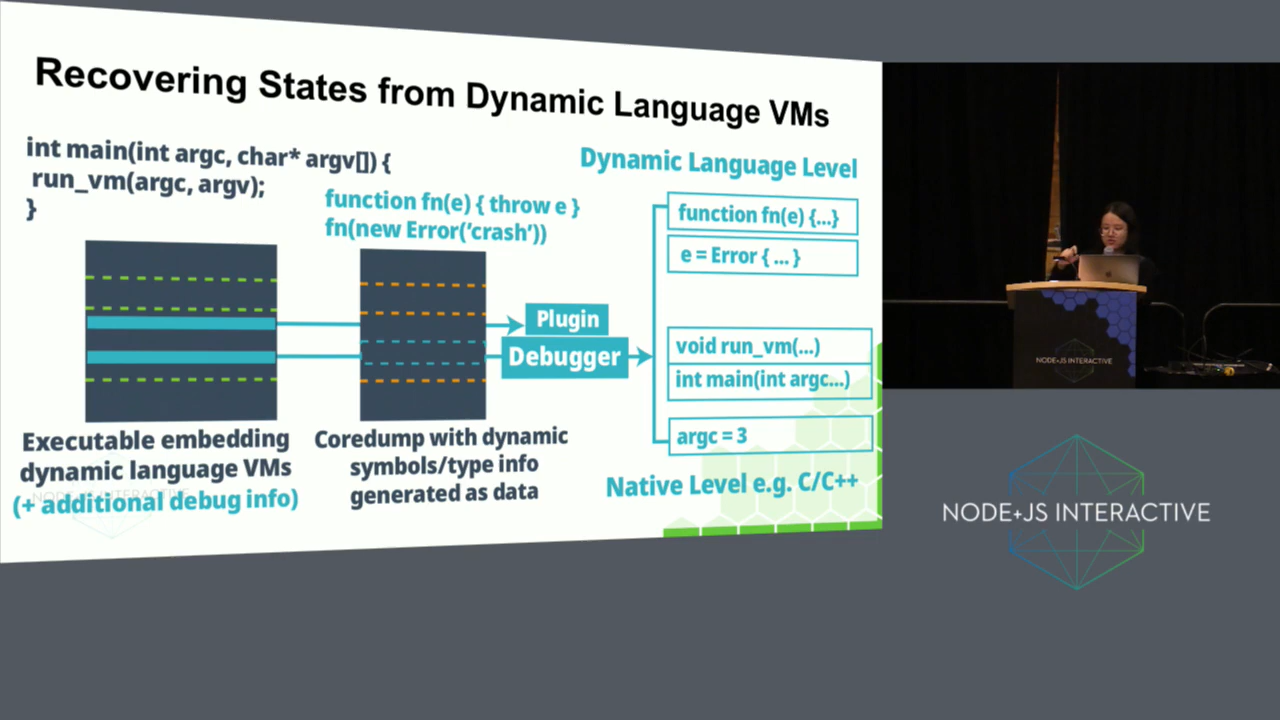 Recovering States from Dynamic Language VMs
int main(int argc, char* argv[]) {
run_vm(argc, argv);
}
function fn(e) { throw e }
fn(new Error('crash'))
Dynamic Language Level
function fn(e) {...}
e = Error { ... }
Plugin
Debugger
void run_vm(...)
int main(int argc...)
argc = 3
Native Level e.g. C/C++
Executable embedding
dynamic language VMs
(+ additional debug info)
Coredump with dynamic
symbols/type info
generated as data
NODE+JS INTERACTIVE
NODE+JS INTERACTIVE
NODE+JS INTERACTIVE